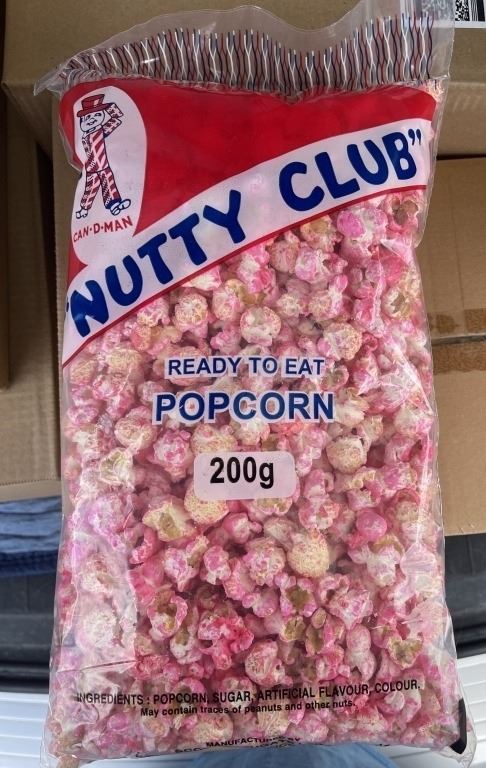 CAN-D-MAN
"NUTTY CLUB"
READY TO EAT
POPCORN
200g
INGREDIENTS : POPCORN, SUGAR, ARTIFICIAL FLAVOUR, COLOUR.
May contain traces of peanuts and other nuts.
MANUFACTURED BY